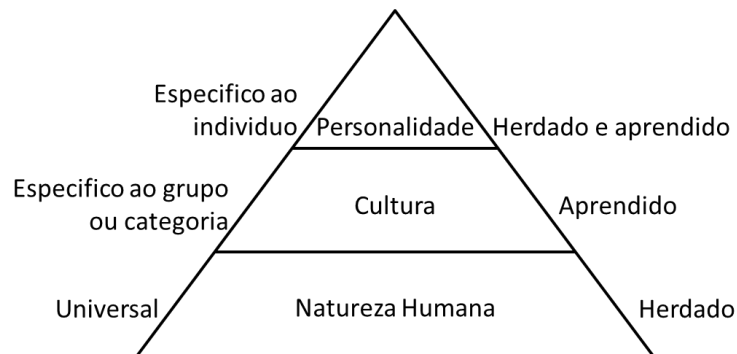 Especifico ao
individuo
Personalidade
Herdado e aprendido
Especifico ao grupo
ou categoria
Cultura
Aprendido
Universal
Natureza Humana
Herdado